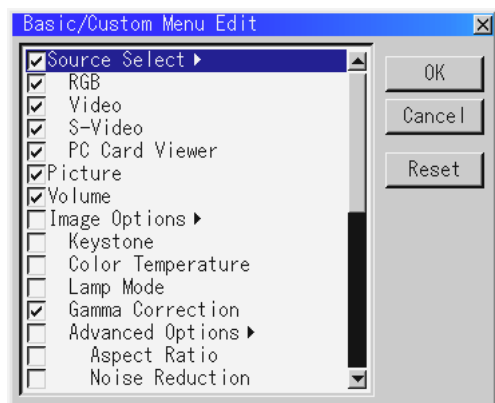 Basic/Custom Menu Edit
Source Select
RGB
Video
S-Video
PC Card Viewer
Picture
Volume
Image Options
Keystone
Color Temperature
Lamp Mode
Gamma Correction
Advanced Options
Aspect Ratio
Noise Reduction
OK
Cancel
Reset